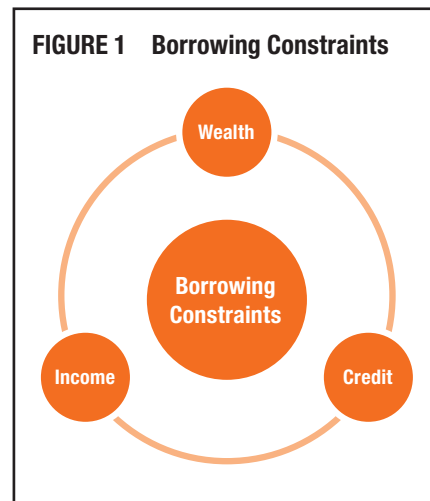 FIGURE 1 Borrowing Constraints
Wealth
Borrowing
Constraints
Income
Credit